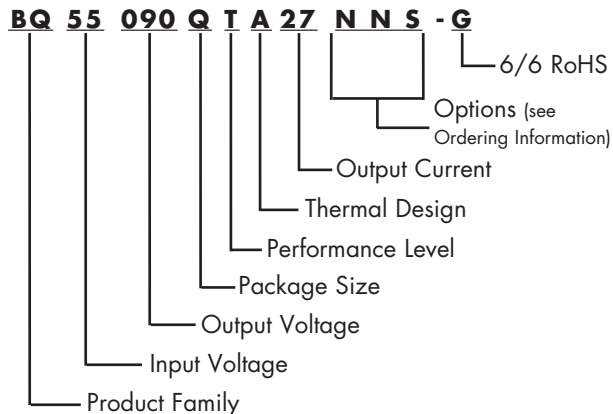 BQ 55 090 Q T A 27 N N S - G
6/6 RoHS
Options (see
Ordering Information)
Output Current
Thermal Design
Performance Level
Package Size
Output Voltage
Input Voltage
Product Family